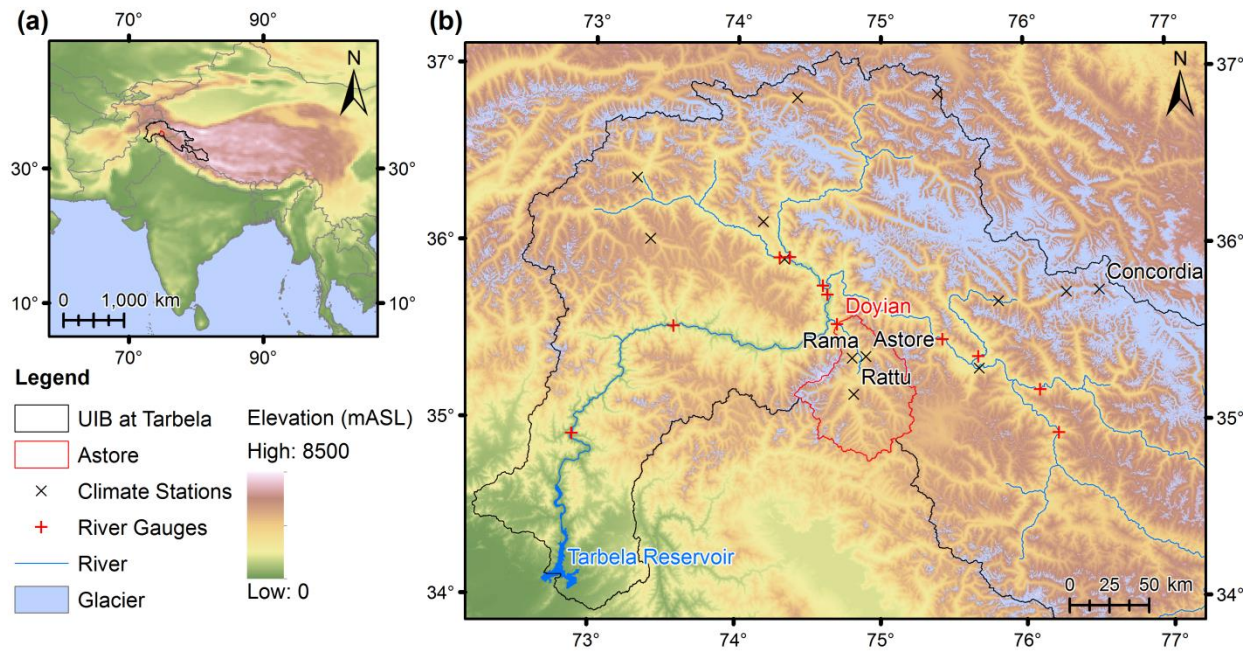 (a)
70°
90°
N
30°
30°
10°
10°
0
1,000 km
70°
90°
Legend
UIB at Tarbela
Astore
Climate Stations
River Gauges
River
Glacier
Elevation (mASL)
High: 8500
Low: 0
(b)
73°
74°
75°
76°
77°
37°
37°
N
36°
36°
Concordia
Doyian
Rama
Astore
Rattu
35°
35°
Tarbela Reservoir
34°
34°
0 25 50 km
73°
74°
75°
76°
77°